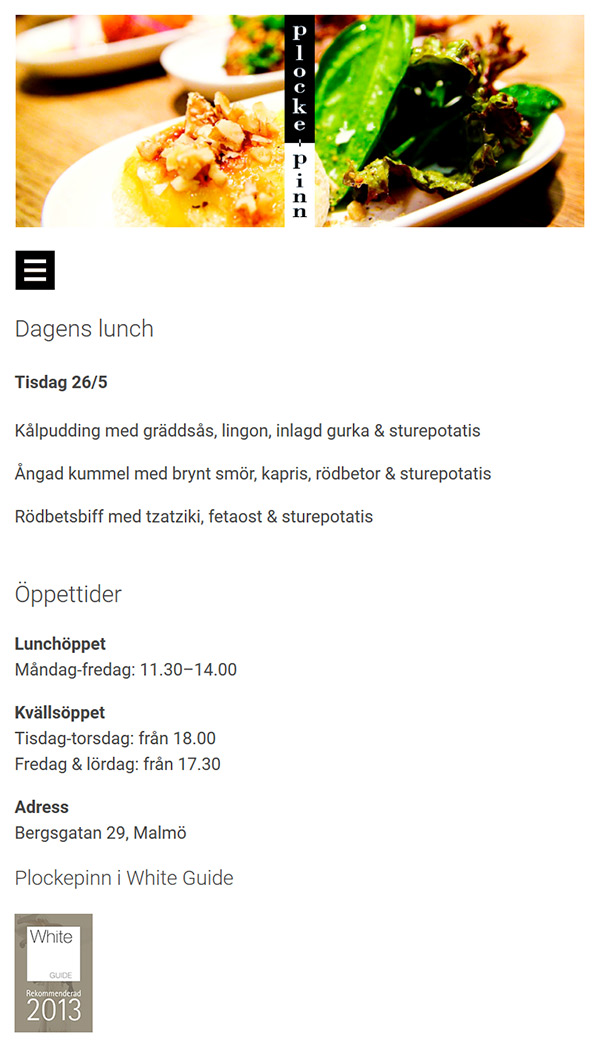 plocke-pinn
Dagens lunch
Tisdag 26/5
Kålpudding med gräddsås, lingon, inlagd gurka & sturepotatis
Ångad kummel med brynt smör, kapris, rödbetor & sturepotatis
Rödbetsbiff med tzatziki, fetaost & sturepotatis
Öppettider
Lunchöppet
Måndag-fredag: 11.30–14.00
Kvällsöppet
Tisdag-torsdag: från 18.00
Fredag & lördag: från 17.30
Adress
Bergsgatan 29, Malmö
Plockepinn i White Guide
White
GUIDE
Rekommenderad
2013